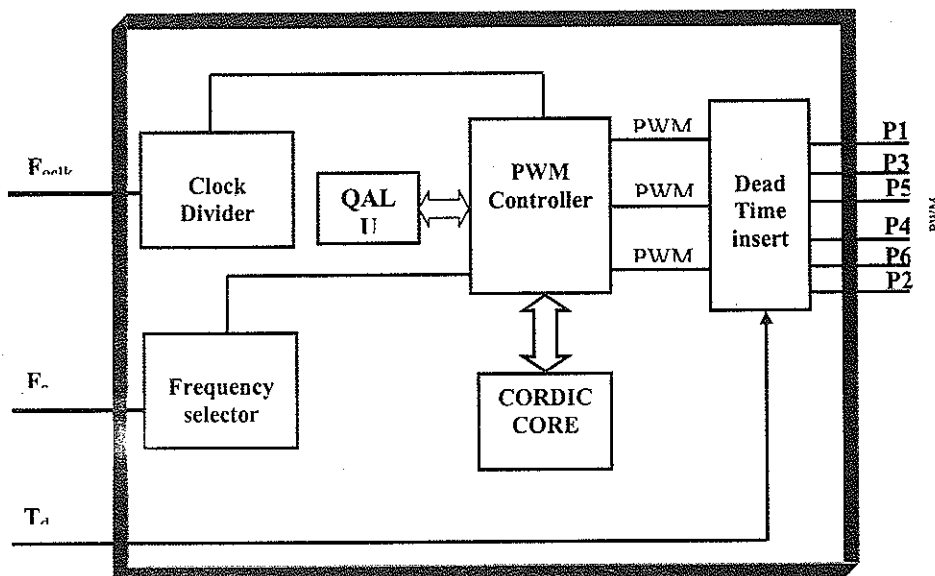 Clock
Divider
QAL
U
PWM
Controller
PWM
PWM
PWM
Dead
Time
insert
P1
P3
P5
P4
P6
P2
PWM
Frequency
selector
CORDIC
CORE